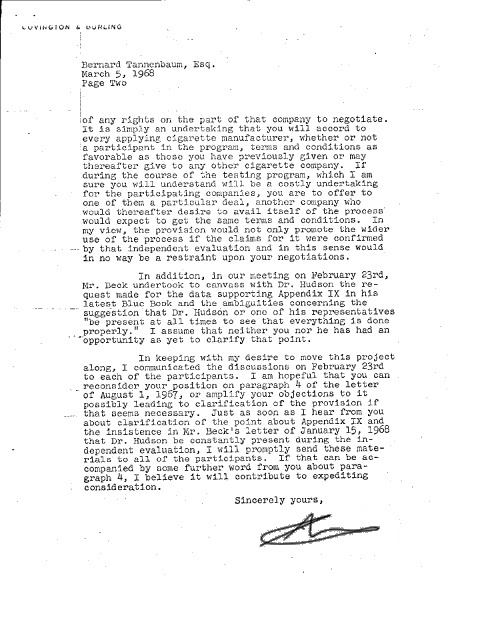 COVINGTON & BURLING
Bernard Tannenbaum, Esq.
March 5, 1968
Page Two
of any rights on the part of that company to negotiate.
It is simply an undertaking that you will accord to
every applying cigarette manufacturer, whether or not
a participant in the program, terms and conditions as
favorable as those you have previously given or may
thereafter give to any other cigarette company. If
during the course of the testing program, which I am
sure you will understand will be a costly undertaking
for the participating companies, you are to offer to
one of them a particular deal, another company who
would thereafter desire to avail itself of the process
would expect to get the same terms and conditions. In
my view, the provision would not only promote the wider
use of the process if the claims for it were confirmed
by that independent evaluation and in this sense would
in no way be a restraint upon your negotiations.
In addition, in our meeting on February 23rd,
Mr. Beck undertook to canvass with Dr. Hudson the re-
quest made for the data supporting Appendix IX in his
latest Blue Book and the ambiguities concerning the
suggestion that Dr. Hudson or one of his representatives
"be present at all times to see that everything is done
properly." I assume that neither you nor he has had an
opportunity as yet to clarify that point.
In keeping with my desire to move this project
along, I communicated the discussions on February 23rd
to each of the participants. I am hopeful that you can
reconsider your position on paragraph 4 of the letter
of August 1, 1967, or amplify your objections to it
possibly leading to clarification of the provision if
that seems necessary. Just as soon as I hear from you
about clarification of the point about Appendix IX and
the insistence in Mr. Beck's letter of January 15, 1968
that Dr. Hudson be constantly present during the in-
dependent evaluation, I will promptly send these mate-
rials to all of the participants. If that can be ac-
companied by some further word from you about para-
graph 4, I believe it will contribute to expediting
consideration.
Sincerely yours,